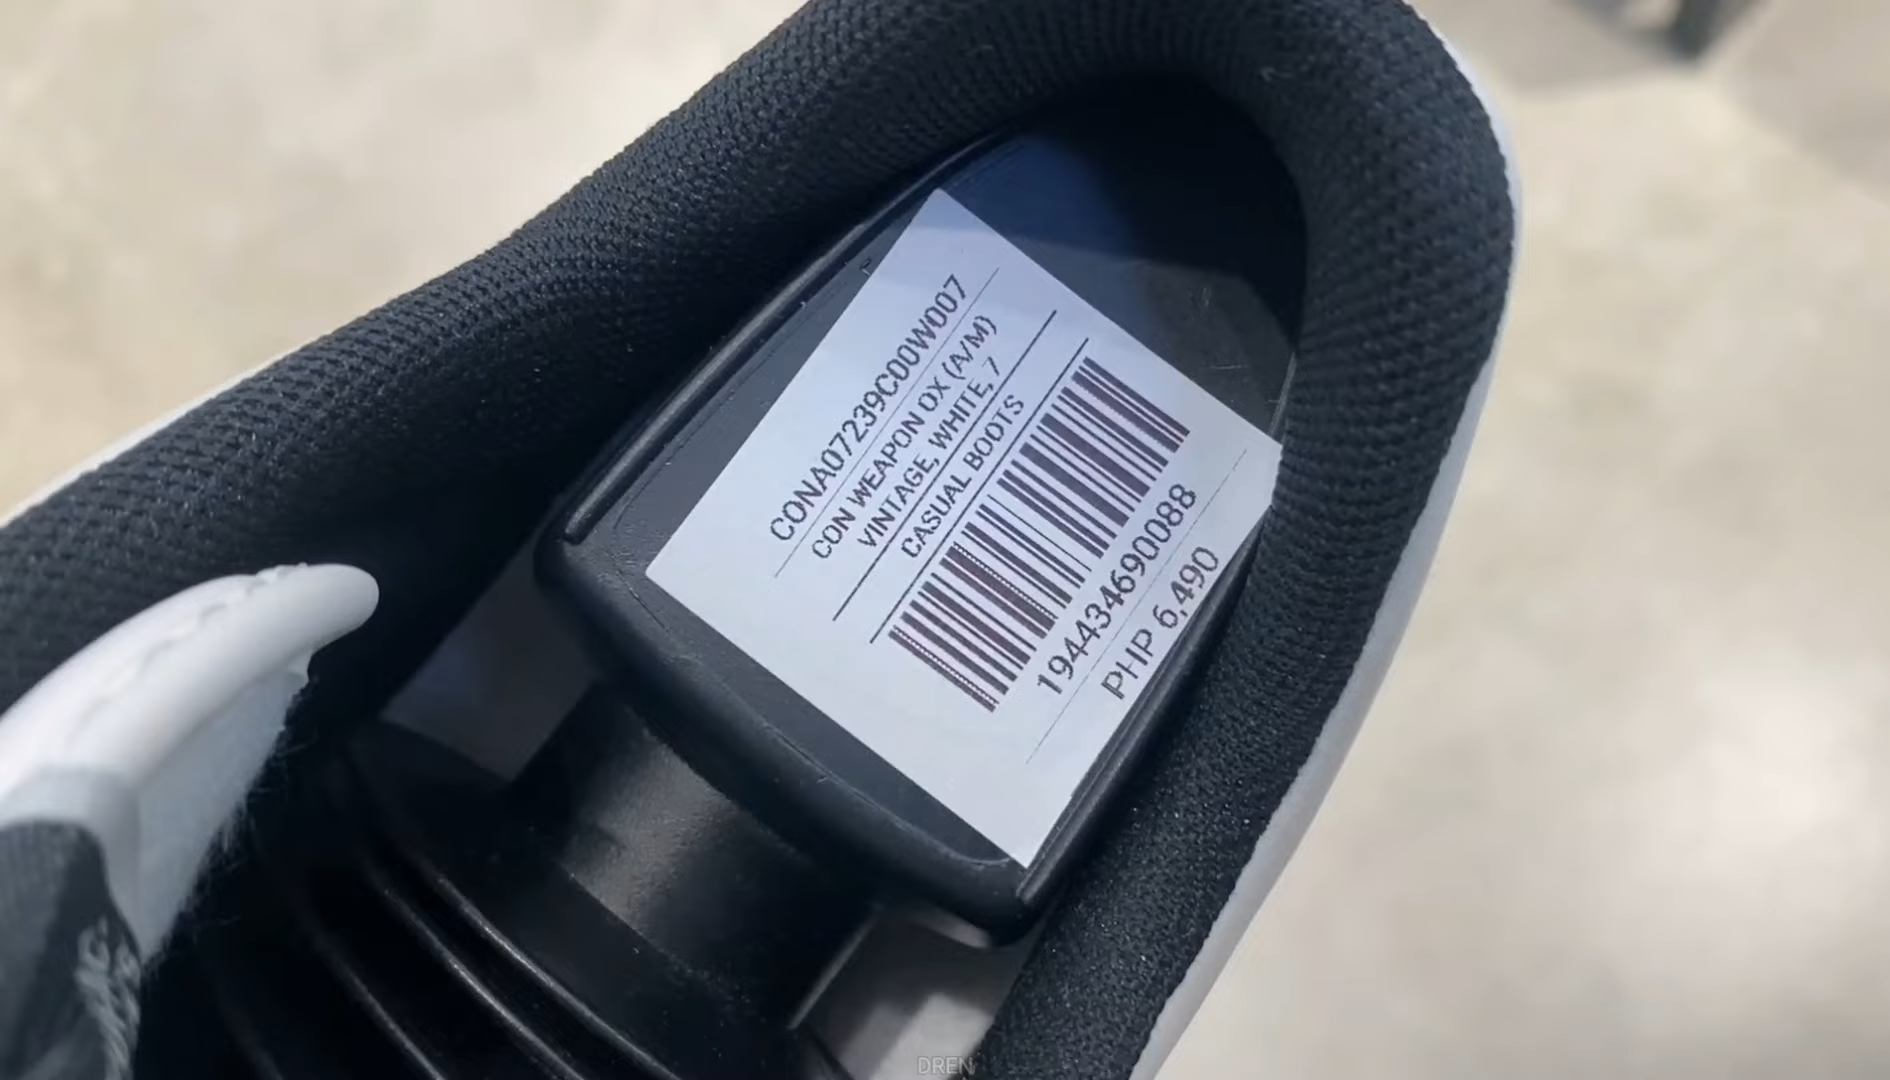 CONA07239C00W007
CON WEAPON OX (A/M)
VINTAGE, WHITE, 7
CASUAL BOOTS
194434690088
PHP 6,490
DREN